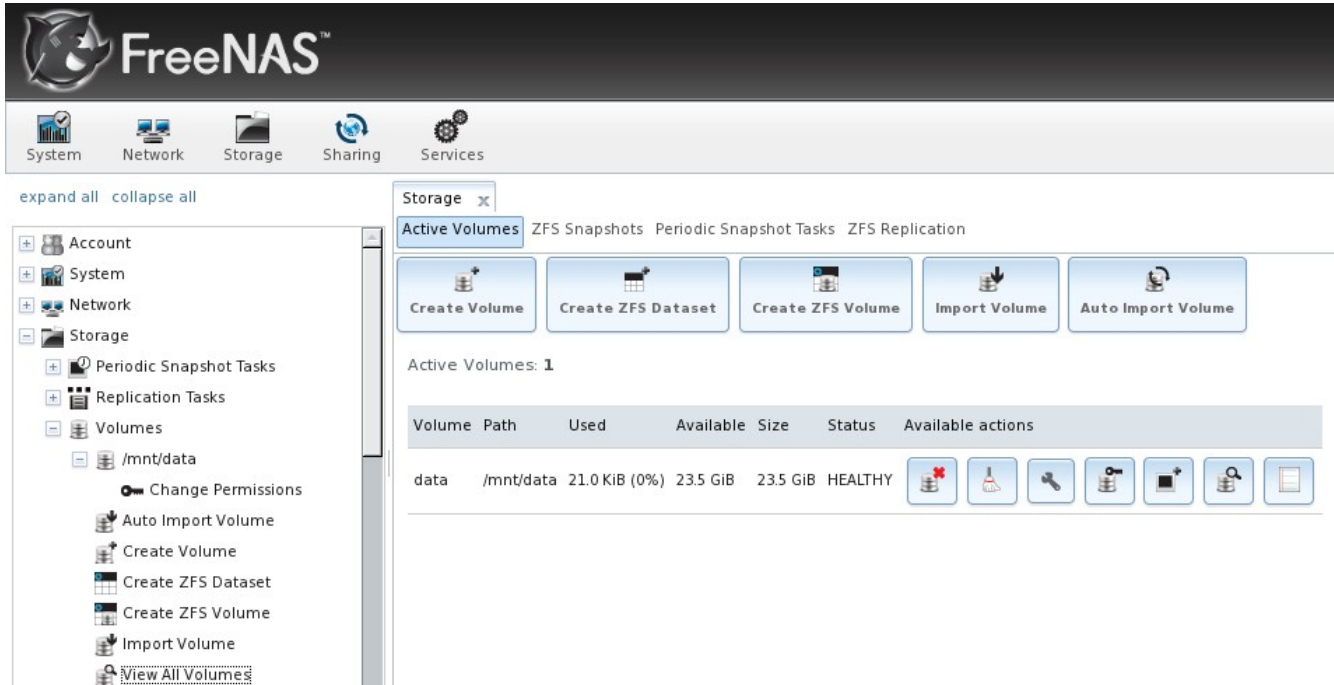 FreeNAS™
System Network Storage Sharing Services
expand all collapse all
Account
System
Network
Storage
Periodic Snapshot Tasks
Replication Tasks
Volumes
/mnt/data
Change Permissions
Auto Import Volume
Create Volume
Create ZFS Dataset
Create ZFS Volume
Import Volume
View All Volumes
Storage x
Active Volumes ZFS Snapshots Periodic Snapshot Tasks ZFS Replication
Create Volume Create ZFS Dataset Create ZFS Volume Import Volume Auto Import Volume
Active Volumes: 1
Volume Path Used Available Size Status Available actions
data /mnt/data 21.0 KiB (0%) 23.5 GiB 23.5 GiB HEALTHY